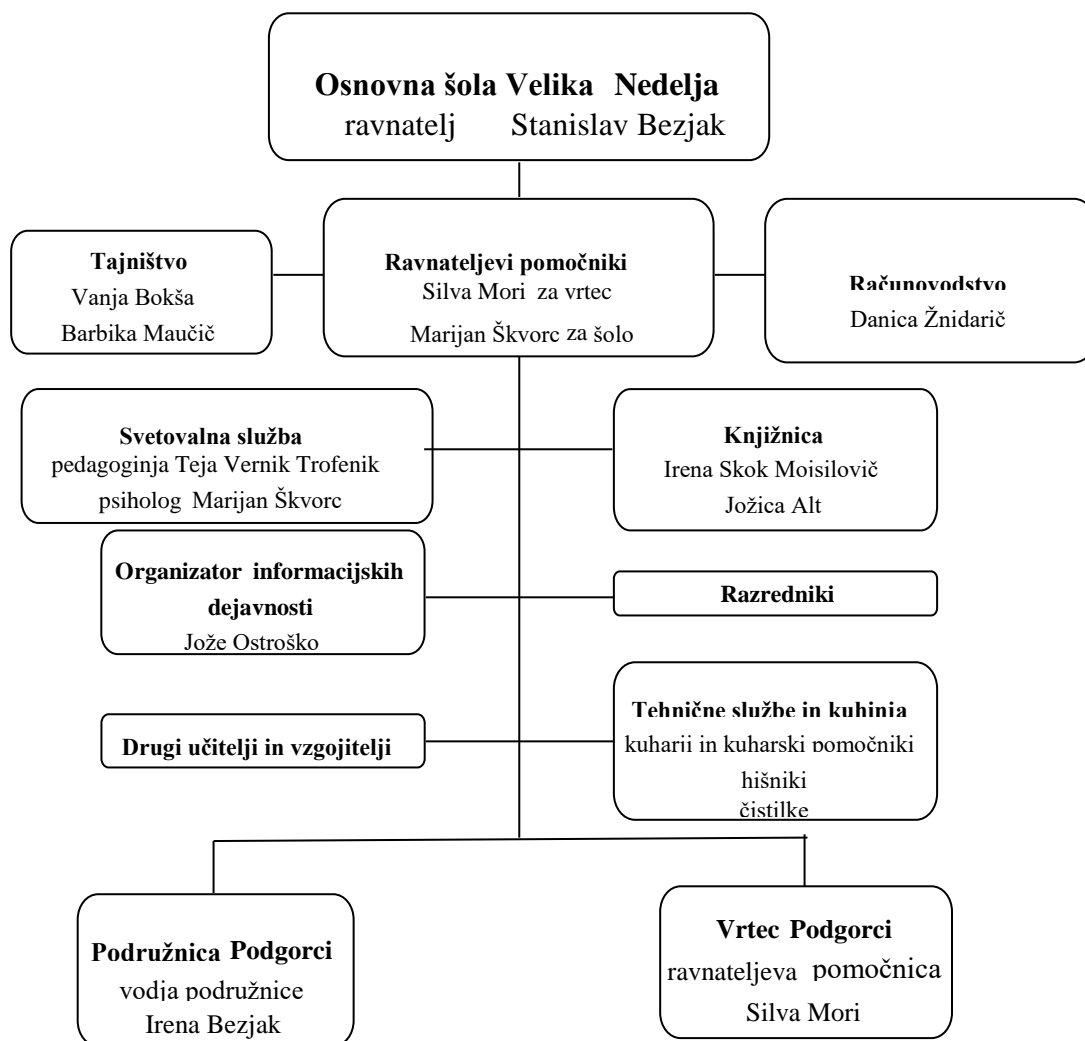 Osnovna šola Velika Nedelja
ravnatelj Stanislav Bezjak
Tajništvo
Vanja Bokša
Barbika Maučič
Ravnateljevi pomočniki
Silva Mori za vrtec
Marijan Škvorc za šolo
Računovodstvo
Danica Žnidarič
Svetovalna služba
pedagoginja Teja Vernik Trofenik
psiholog Marijan Škvorc
Knjižnica
Irena Skok Mojsilovič
Jožica Alt
Organizator informacijskih
dejavnosti
Jože Ostroško
Razredniki
Drugi učitelji in vzgojitelji
Tehnične službe in kuhinja
kuharji in kuharski pomočniki
hišniki
čistilke
Podružnica Podgorci
vodja podružnice
Irena Bezjak
Vrtec Podgorci
ravnateljeva pomočnica
Silva Mori